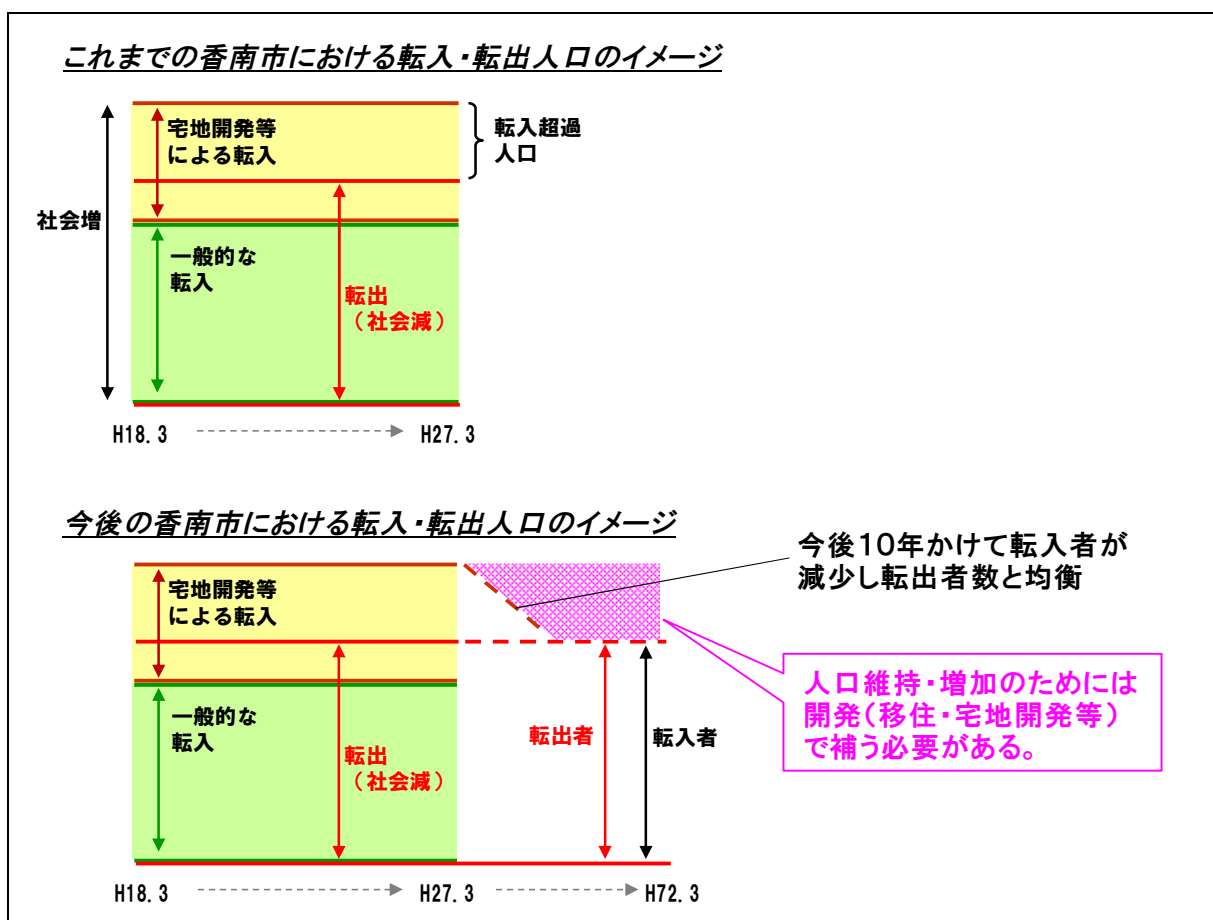 これまでの香南市における転入・転出人口のイメージ
宅地開発等
による転入
転入超過
人口
社会増
一般的な
転入
転出
（社会減）
H18.3
H27.3
今後の香南市における転入・転出人口のイメージ
今後10年かけて転入者が
減少し転出者数と均衡
宅地開発等
による転入
人口維持・増加のためには
開発（移住・宅地開発等）
で補う必要がある。
一般的な
転入
転出
（社会減）
転出者
転入者
H18.3
H27.3
H72.3